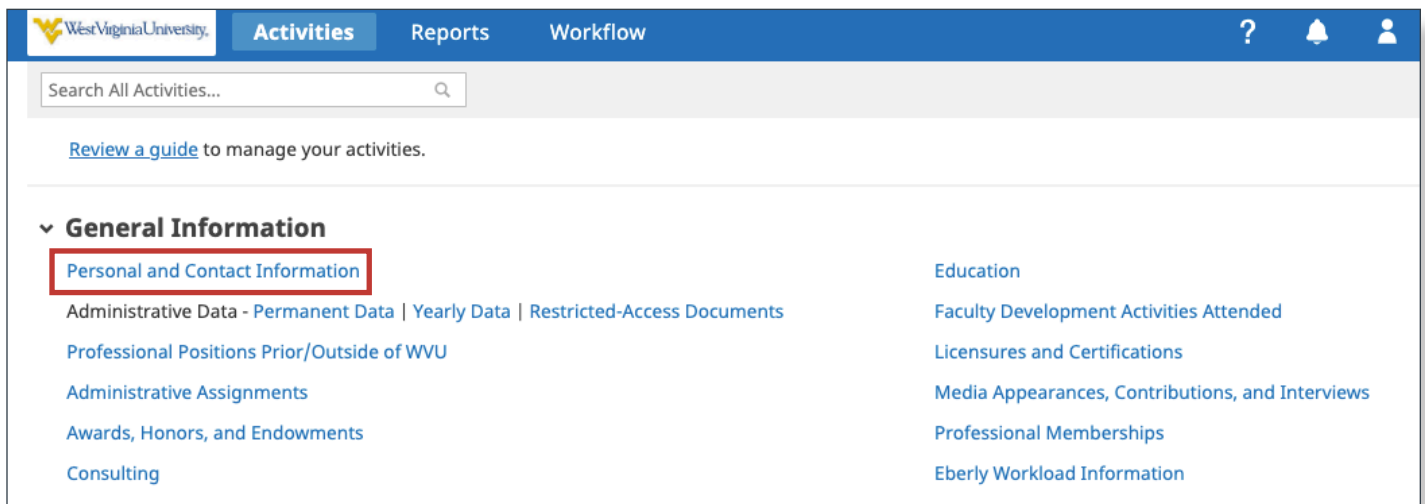 WestVirginiaUniversity.
Activities
Reports
Workflow
?
Search All Activities...
Review a guide to manage your activities.
General Information
Personal and Contact Information
Administrative Data - Permanent Data | Yearly Data | Restricted-Access Documents
Professional Positions Prior/Outside of WVU
Administrative Assignments
Awards, Honors, and Endowments
Consulting
Education
Faculty Development Activities Attended
Licensures and Certifications
Media Appearances, Contributions, and Interviews
Professional Memberships
Eberly Workload Information